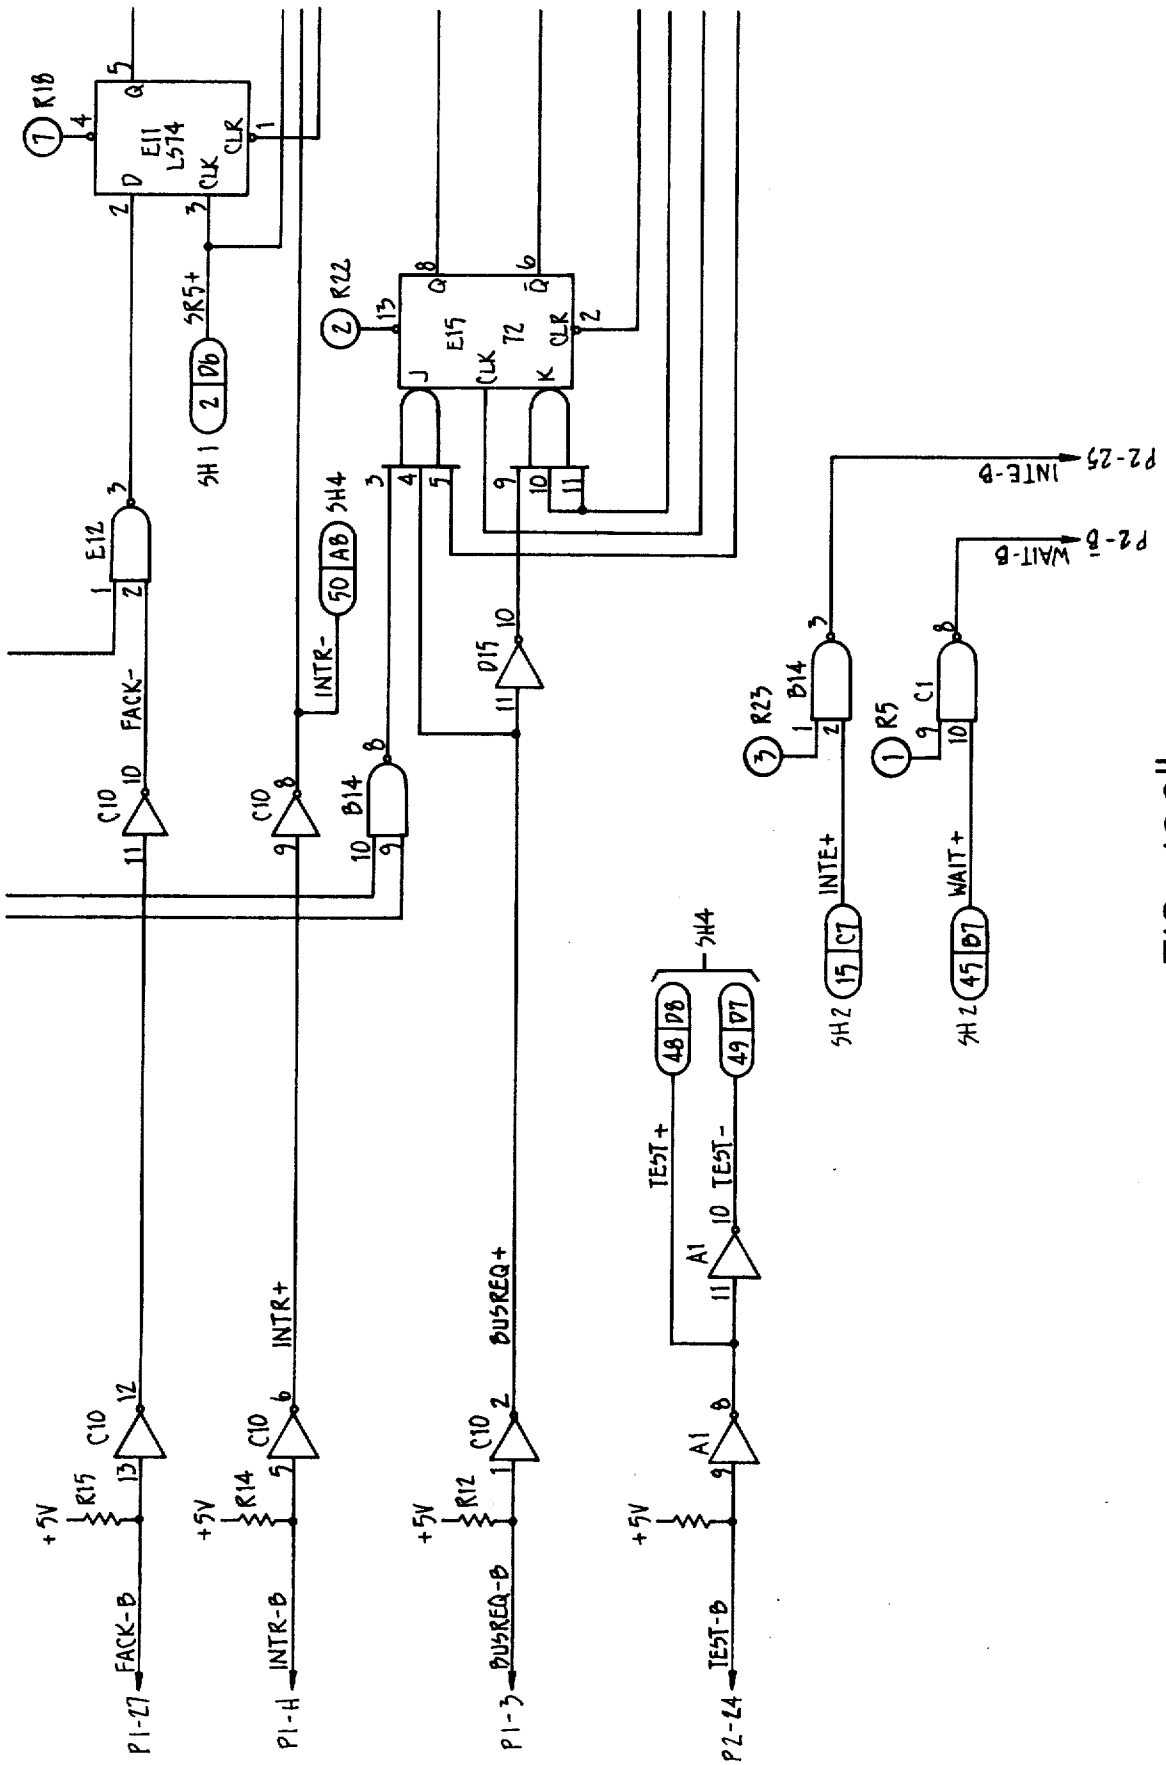 P1-27
FACK-B
+5V
R15
13
C10
12
11
C10
10
FACK-
1
2
E12
3
2
D
E11
LS74
3
CLK
CLR
1
Q
5
4
7
R18
SH 1
2
D6
SR5+
P1-H
INTR-B
+5V
R14
5
C10
6
INTR+
9
C10
8
INTR-
50
A8
SH4
10
9
B14
8
P1-3
BUSREQ-B
+5V
R12
1
C10
2
BUSREQ+
11
D15
10
3
4
5
9
10
11
J
CLK
K
E15
72
CLR
2
Q
8
Q̄
6
13
2
R22
P2-24
TEST-B
+5V
9
A1
8
TEST+
11
A1
10
TEST-
48
D8
49
D7
SH4
SH2
15
C7
INTE+
3
R23
1
2
B14
3
INTE-B
P2-25
SH2
45
B7
WAIT+
1
R5
9
10
C1
8
WAIT-B
P2-B̄